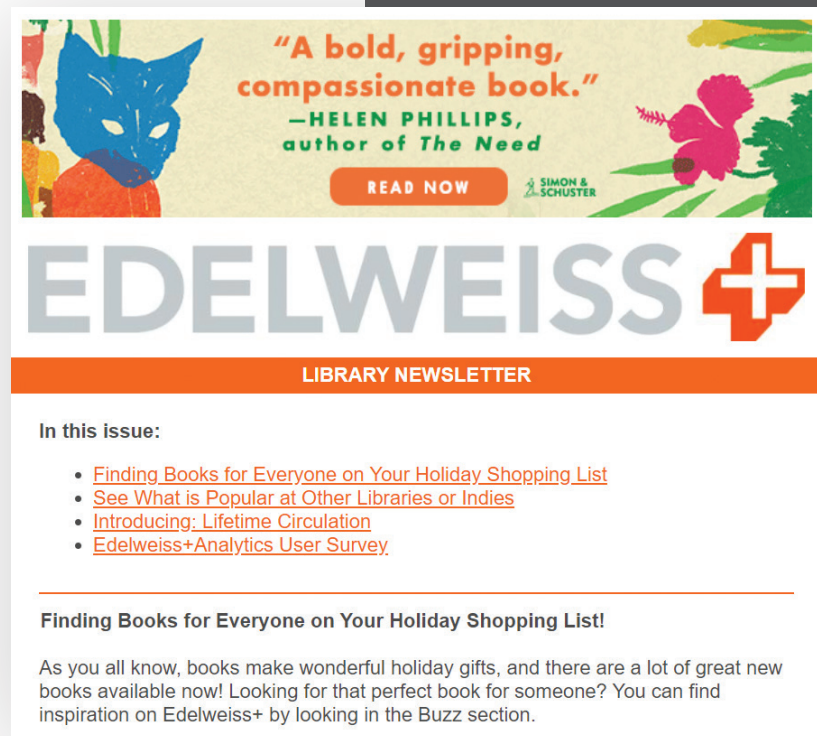 “A bold, gripping,
compassionate book.”
—HELEN PHILLIPS,
author of The Need
READ NOW
SIMON &
SCHUSTER
EDELWEISS+
LIBRARY NEWSLETTER
In this issue:
• Finding Books for Everyone on Your Holiday Shopping List
• See What is Popular at Other Libraries or Indies
• Introducing: Lifetime Circulation
• Edelweiss+Analytics User Survey
Finding Books for Everyone on Your Holiday Shopping List!
As you all know, books make wonderful holiday gifts, and there are a lot of great new
books available now! Looking for that perfect book for someone? You can find
inspiration on Edelweiss+ by looking in the Buzz section.